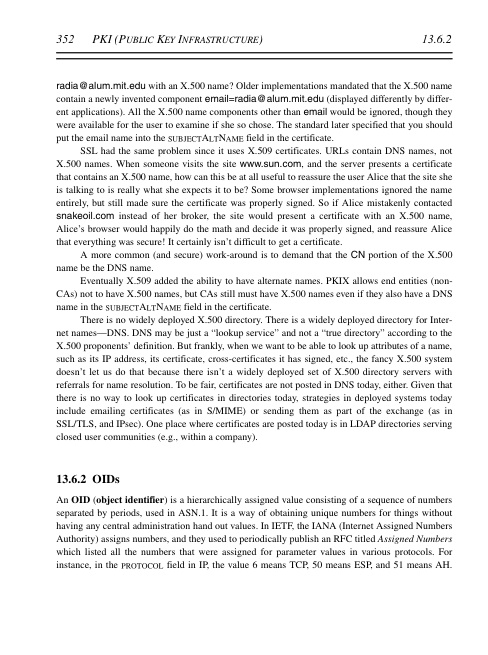 352 PKI (PUBLIC KEY INFRASTRUCTURE) 13.6.2
radia@alum.mit.edu with an X.500 name? Older implementations mandated that the X.500 name
contain a newly invented component email=radia@alum.mit.edu (displayed differently by differ-
ent applications). All the X.500 name components other than email would be ignored, though they
were available for the user to examine if she so chose. The standard later specified that you should
put the email name into the SUBJECTALTNAME field in the certificate.
SSL had the same problem since it uses X.509 certificates. URLs contain DNS names, not
X.500 names. When someone visits the site www.sun.com, and the server presents a certificate
that contains an X.500 name, how can this be at all useful to reassure the user Alice that the site she
is talking to is really what she expects it to be? Some browser implementations ignored the name
entirely, but still made sure the certificate was properly signed. So if Alice mistakenly contacted
snakeoil.com instead of her broker, the site would present a certificate with an X.500 name,
Alice's browser would happily do the math and decide it was properly signed, and reassure Alice
that everything was secure! It certainly isn't difficult to get a certificate.
A more common (and secure) work-around is to demand that the CN portion of the X.500
name be the DNS name.
Eventually X.509 added the ability to have alternate names. PKIX allows end entities (non-
CAs) not to have X.500 names, but CAs still must have X.500 names even if they also have a DNS
name in the SUBJECTALTNAME field in the certificate.
There is no widely deployed X.500 directory. There is a widely deployed directory for Inter-
net names—DNS. DNS may be just a “lookup service” and not a “true directory” according to the
X.500 proponents' definition. But frankly, when we want to be able to look up attributes of a name,
such as its IP address, its certificate, cross-certificates it has signed, etc., the fancy X.500 system
doesn't let us do that because there isn't a widely deployed set of X.500 directory servers with
referrals for name resolution. To be fair, certificates are not posted in DNS today, either. Given that
there is no way to look up certificates in directories today, strategies in deployed systems today
include emailing certificates (as in S/MIME) or sending them as part of the exchange (as in
SSL/TLS, and IPsec). One place where certificates are posted today is in LDAP directories serving
closed user communities (e.g., within a company).
13.6.2 OIDs
An OID (object identifier) is a hierarchically assigned value consisting of a sequence of numbers
separated by periods, used in ASN.1. It is a way of obtaining unique numbers for things without
having any central administration hand out values. In IETF, the IANA (Internet Assigned Numbers
Authority) assigns numbers, and they used to periodically publish an RFC titled Assigned Numbers
which listed all the numbers that were assigned for parameter values in various protocols. For
instance, in the PROTOCOL field in IP, the value 6 means TCP, 50 means ESP, and 51 means AH.